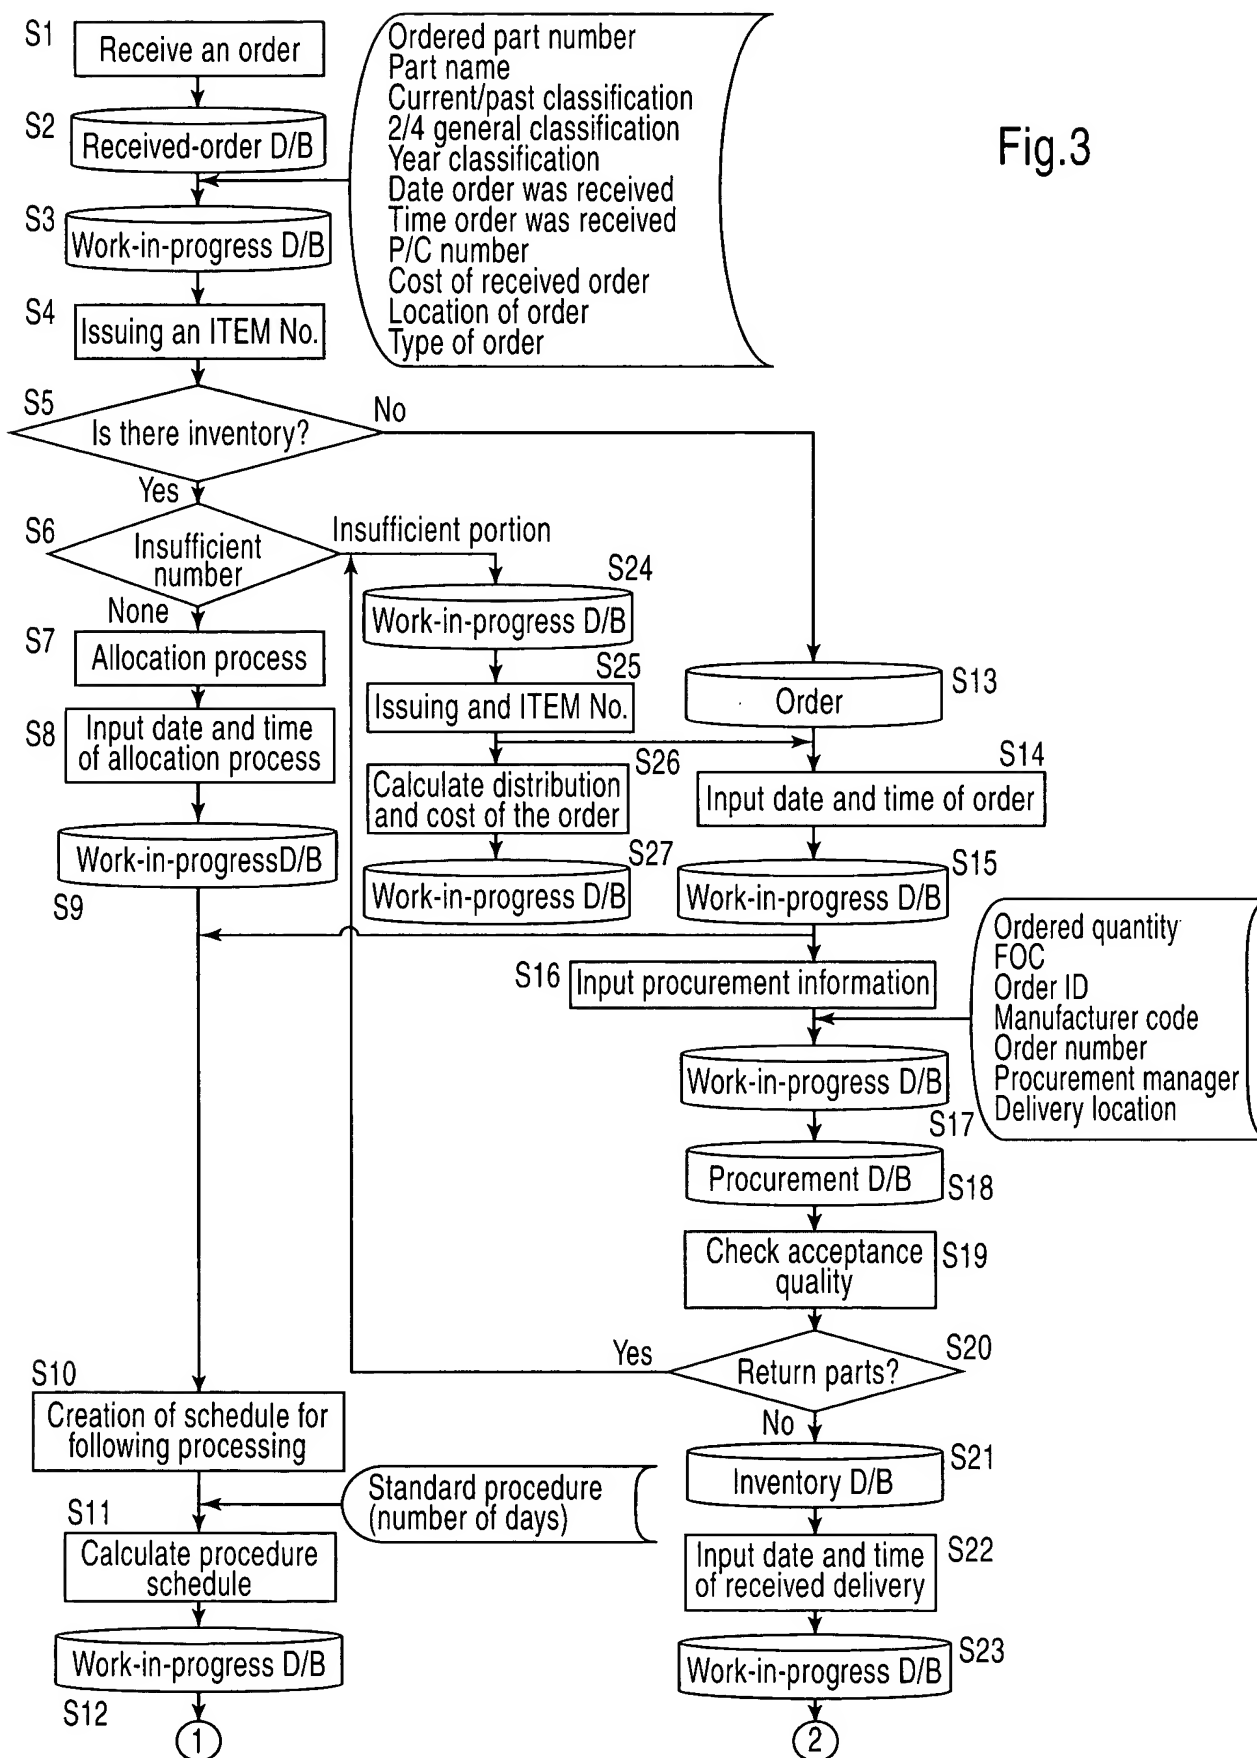 Fig.3
S1
Receive an order
S2
Received-order D/B
Ordered part number
Part name
Current/past classification
2/4 general classification
Year classification
Date order was received
Time order was received
P/C number
Cost of received order
Location of order
Type of order
S3
Work-in-progress D/B
S4
Issuing an ITEM No.
S5
Is there inventory?
No
Yes
S6
Insufficient
number
Insufficient portion
None
S7
Allocation process
S8
Input date and time
of allocation process
Work-in-progressD/B
S9
S24
Work-in-progress D/B
S25
Issuing and ITEM No.
S26
Calculate distribution
and cost of the order
S27
Work-in-progress D/B
S13
Order
S14
Input date and time of order
S15
Work-in-progress D/B
S16
Input procurement information
Ordered quantity
FOC
Order ID
Manufacturer code
Order number
Procurement manager
Delivery location
Work-in-progress D/B
S17
Procurement D/B
S18
Check acceptance
quality
S19
S20
Return parts?
Yes
No
S10
Creation of schedule for
following processing
Standard procedure
(number of days)
S11
Calculate procedure
schedule
Work-in-progress D/B
S12
1
S21
Inventory D/B
S22
Input date and time
of received delivery
S23
Work-in-progress D/B
2